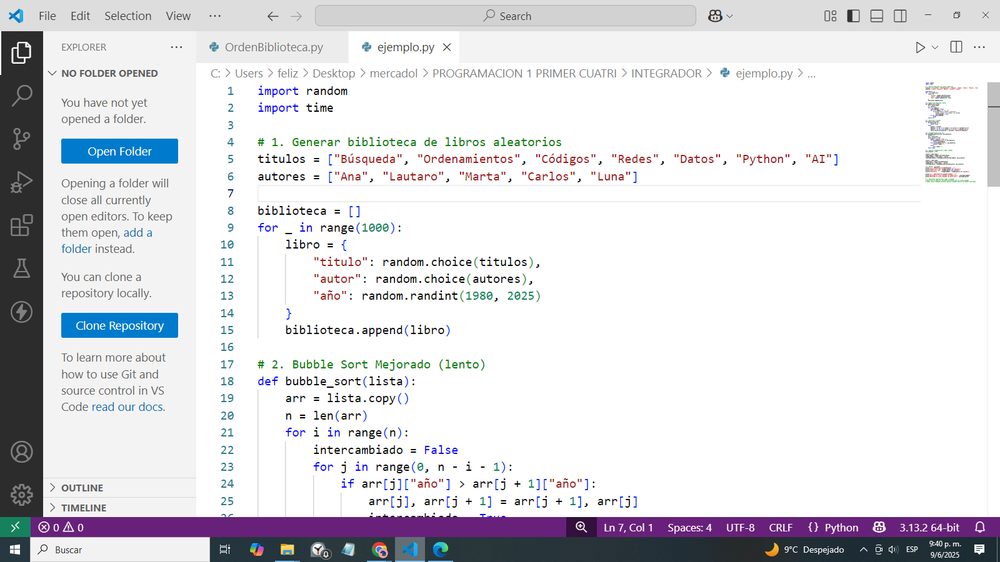 File Edit Selection View ···
Search
EXPLORER ···
NO FOLDER OPENED
You have not yet
opened a folder.
Open Folder
Opening a folder will
close all currently
open editors. To keep
them open, add a
folder instead.
You can clone a
repository locally.
Clone Repository
To learn more about
how to use Git and
source control in VS
Code read our docs.
OUTLINE
TIMELINE
OrdenBiblioteca.py
ejemplo.py
C: > Users > feliz > Desktop > mercadol > PROGRAMACION 1 PRIMER CUATRI > INTEGRADOR > ejemplo.py > ...
1 import random
2 import time
3
4 # 1. Generar biblioteca de libros aleatorios
5 titulos = ["Búsqueda", "Ordenamientos", "Códigos", "Redes", "Datos", "Python", "AI"]
6 autores = ["Ana", "Lautaro", "Marta", "Carlos", "Luna"]
7
8 biblioteca = []
9 for _ in range(1000):
10 libro = {
11 "titulo": random.choice(titulos),
12 "autor": random.choice(autores),
13 "año": random.randint(1980, 2025)
14 }
15 biblioteca.append(libro)
16
17 # 2. Bubble Sort Mejorado (lento)
18 def bubble_sort(lista):
19 arr = lista.copy()
20 n = len(arr)
21 for i in range(n):
22 intercambiado = False
23 for j in range(0, n - i - 1):
24 if arr[j]["año"] > arr[j + 1]["año"]:
25 arr[j], arr[j + 1] = arr[j + 1], arr[j]
26 intercambiado = True
0 0
Ln 7, Col 1 Spaces: 4 UTF-8 CRLF {} Python 3.13.2 64-bit
Buscar
0
9°C Despejado
ESP
9:40 p. m.
9/6/2025